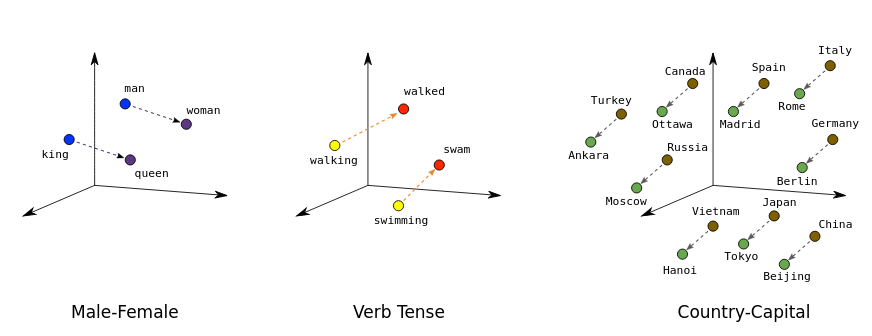 man
woman
king
queen
Male-Female
walked
walking
swam
swimming
Verb Tense
Italy
Spain
Canada
Rome
Turkey
Ottawa
Madrid
Germany
Ankara
Russia
Berlin
Moscow
Japan
Vietnam
China
Tokyo
Hanoi
Beijing
Country-Capital